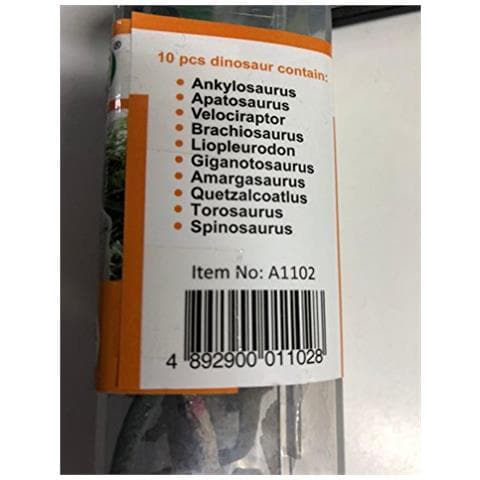 ®
10 pcs dinosaur contain:
• Ankylosaurus
• Apatosaurus
• Velociraptor
• Brachiosaurus
• Liopleurodon
• Giganotosaurus
• Amargasaurus
• Quetzalcoatlus
• Torosaurus
• Spinosaurus
Item No: A1102
4 892900 011028